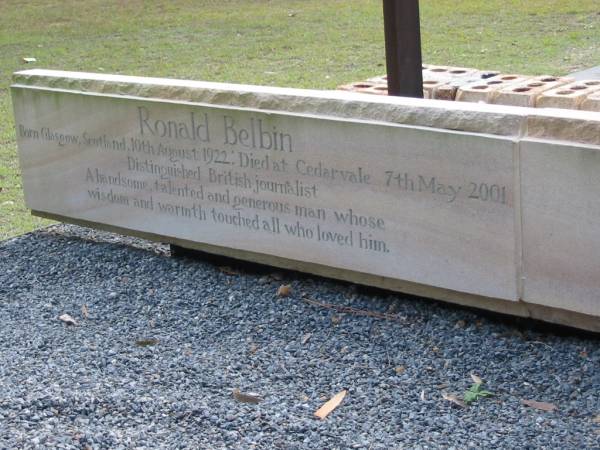 Ronald Belbin
Born Glasgow, Scotland, 10th August 1922: Died at Cedarvale 7th May 2001
Distinguished British journalist
A handsome, talented and generous man whose
wisdom and warmth touched all who loved him.